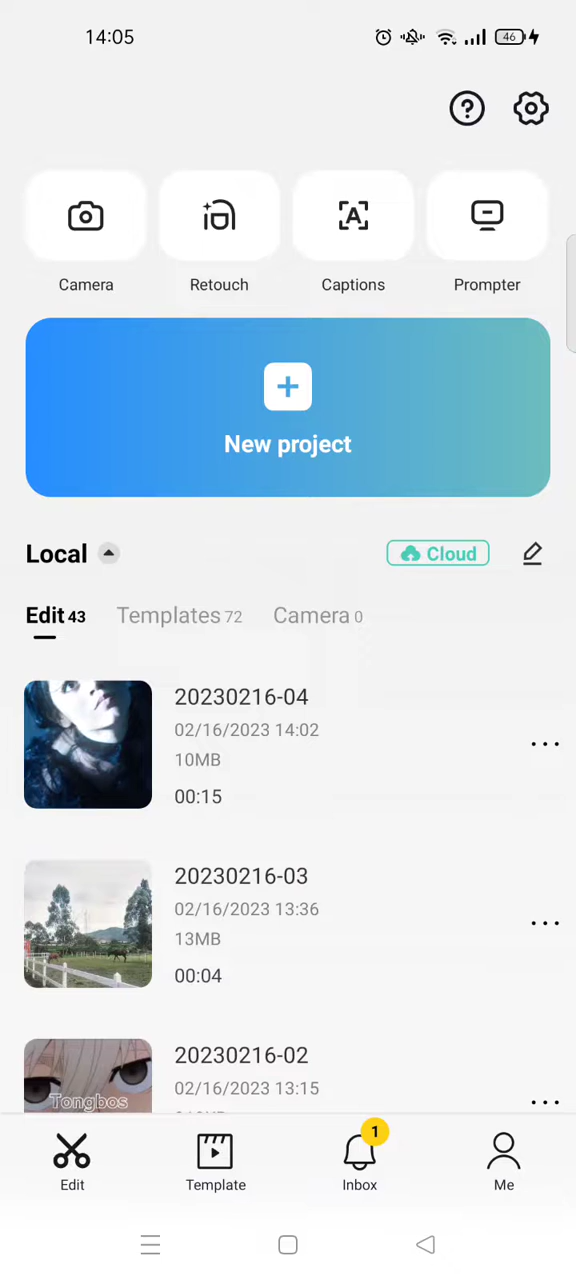 14:05
46
Camera
Retouch
Captions
Prompter
New project
Local
Cloud
Edit 43
Templates 72
Camera 0
20230216-04
02/16/2023 14:02
10MB
00:15
20230216-03
02/16/2023 13:36
13MB
00:04
20230216-02
02/16/2023 13:15
Tongbos
1
Edit
Template
Inbox
Me